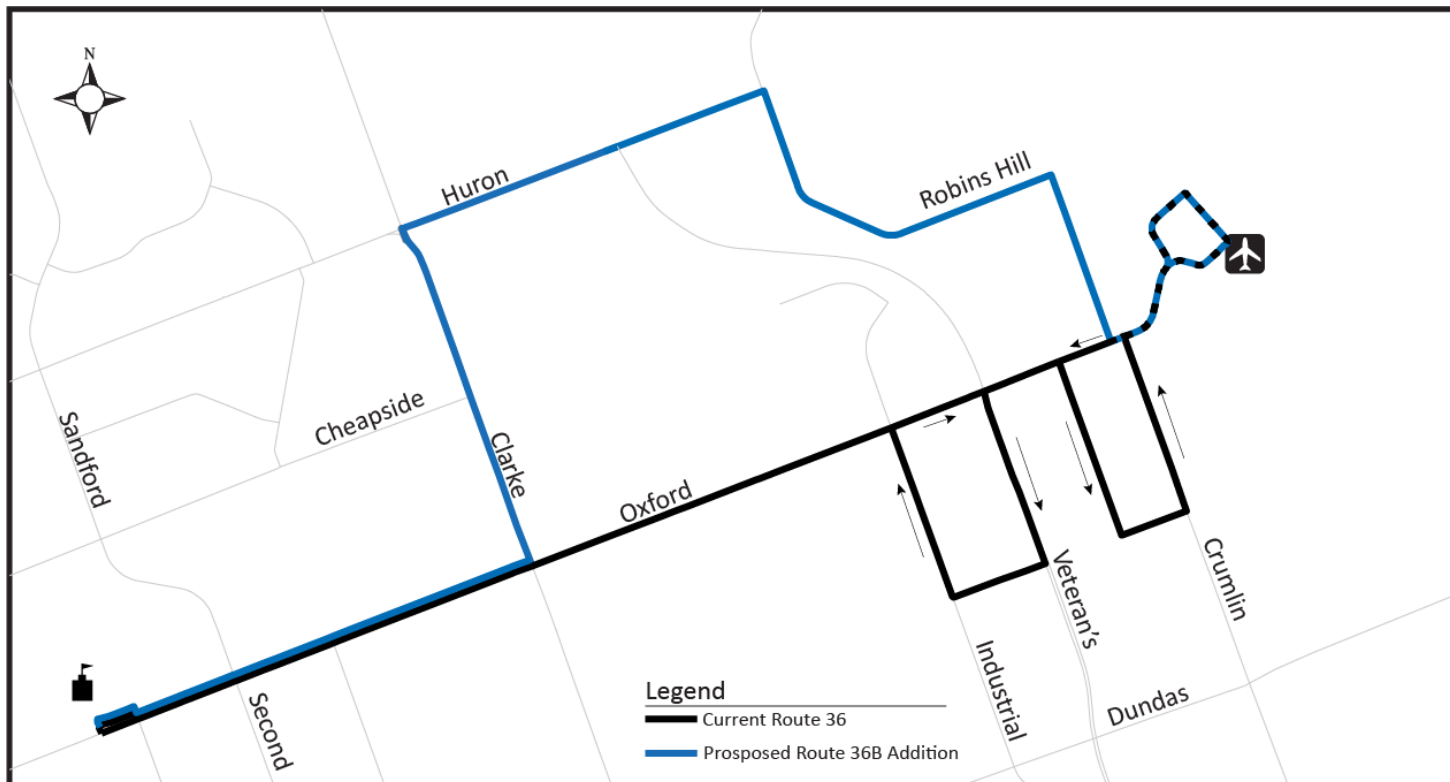 N
Huron
Robins Hill
Sandford
Cheapside
Clarke
Oxford
Veteran's
Crumlin
Industrial
Second
Dundas
Legend
Current Route 36
Prosposed Route 36B Addition